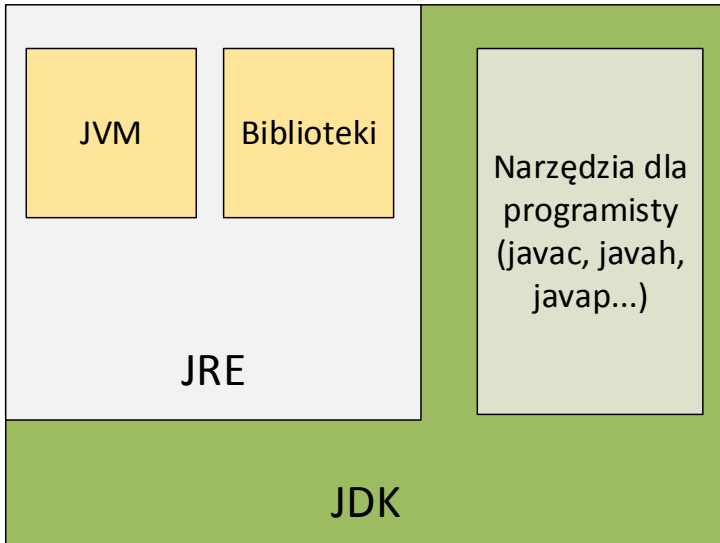 JVM
Biblioteki
Narzędzia dla
programisty
(javac, javah,
javap...)
JRE
JDK